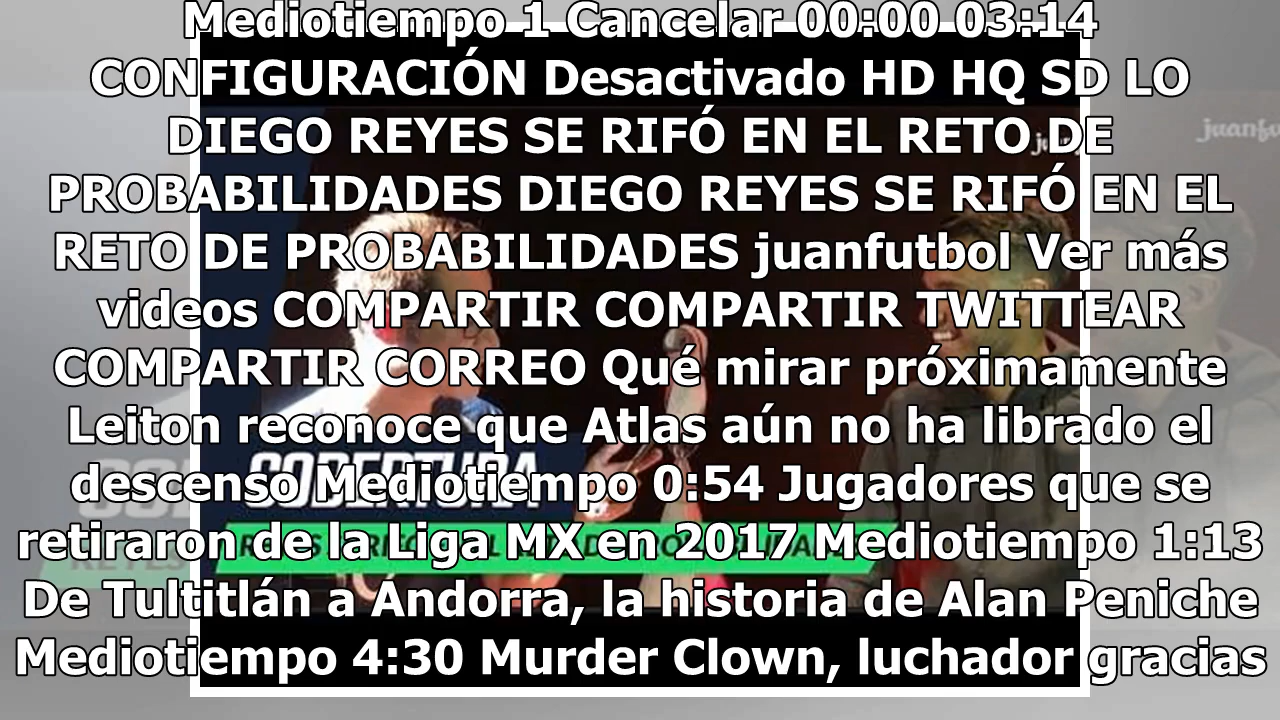 Mediotiempo 1 Cancelar 00:00 03:14
CONFIGURACIÓN Desactivado HD HQ SD LO
DIEGO REYES SE RIFÓ EN EL RETO DE
PROBABILIDADES DIEGO REYES SE RIFÓ EN EL
RETO DE PROBABILIDADES juanfutbol Ver más
videos COMPARTIR COMPARTIR TWITTEAR
COMPARTIR CORREO Qué mirar próximamente
Leiton reconoce que Atlas aún no ha librado el
descenso Mediotiempo 0:54 Jugadores que se
retiraron de la Liga MX en 2017 Mediotiempo 1:13
De Tultitlán a Andorra, la historia de Alan Peniche
Mediotiempo 4:30 Murder Clown, luchador gracias
COBERTURA